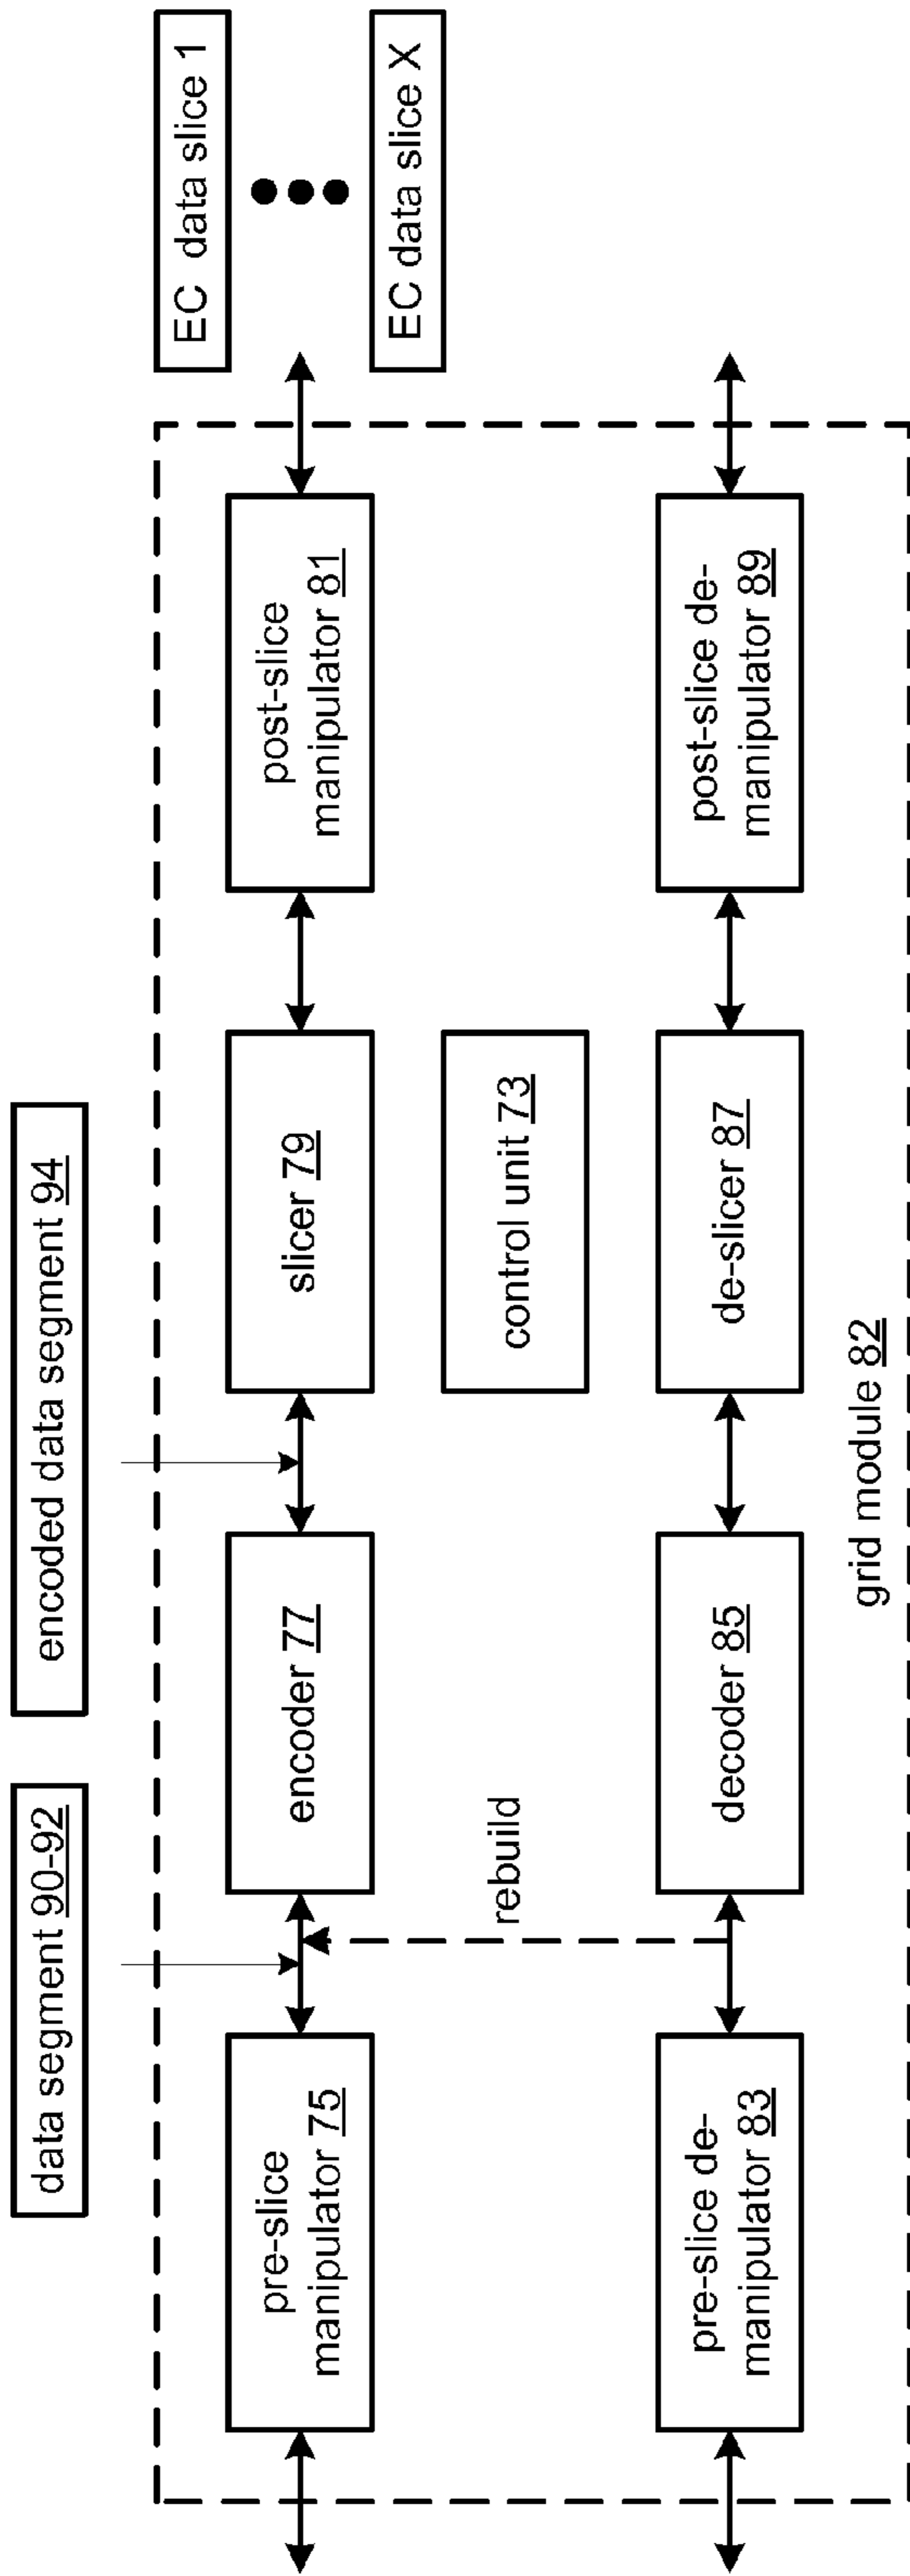 data segment 90-92
encoded data segment 94
EC data slice 1
EC data slice X
pre-slice
manipulator 75
encoder 77
slicer 79
post-slice
manipulator 81
rebuild
control unit 73
pre-slice de-
manipulator 83
decoder 85
de-slicer 87
post-slice de-
manipulator 89
grid module 82